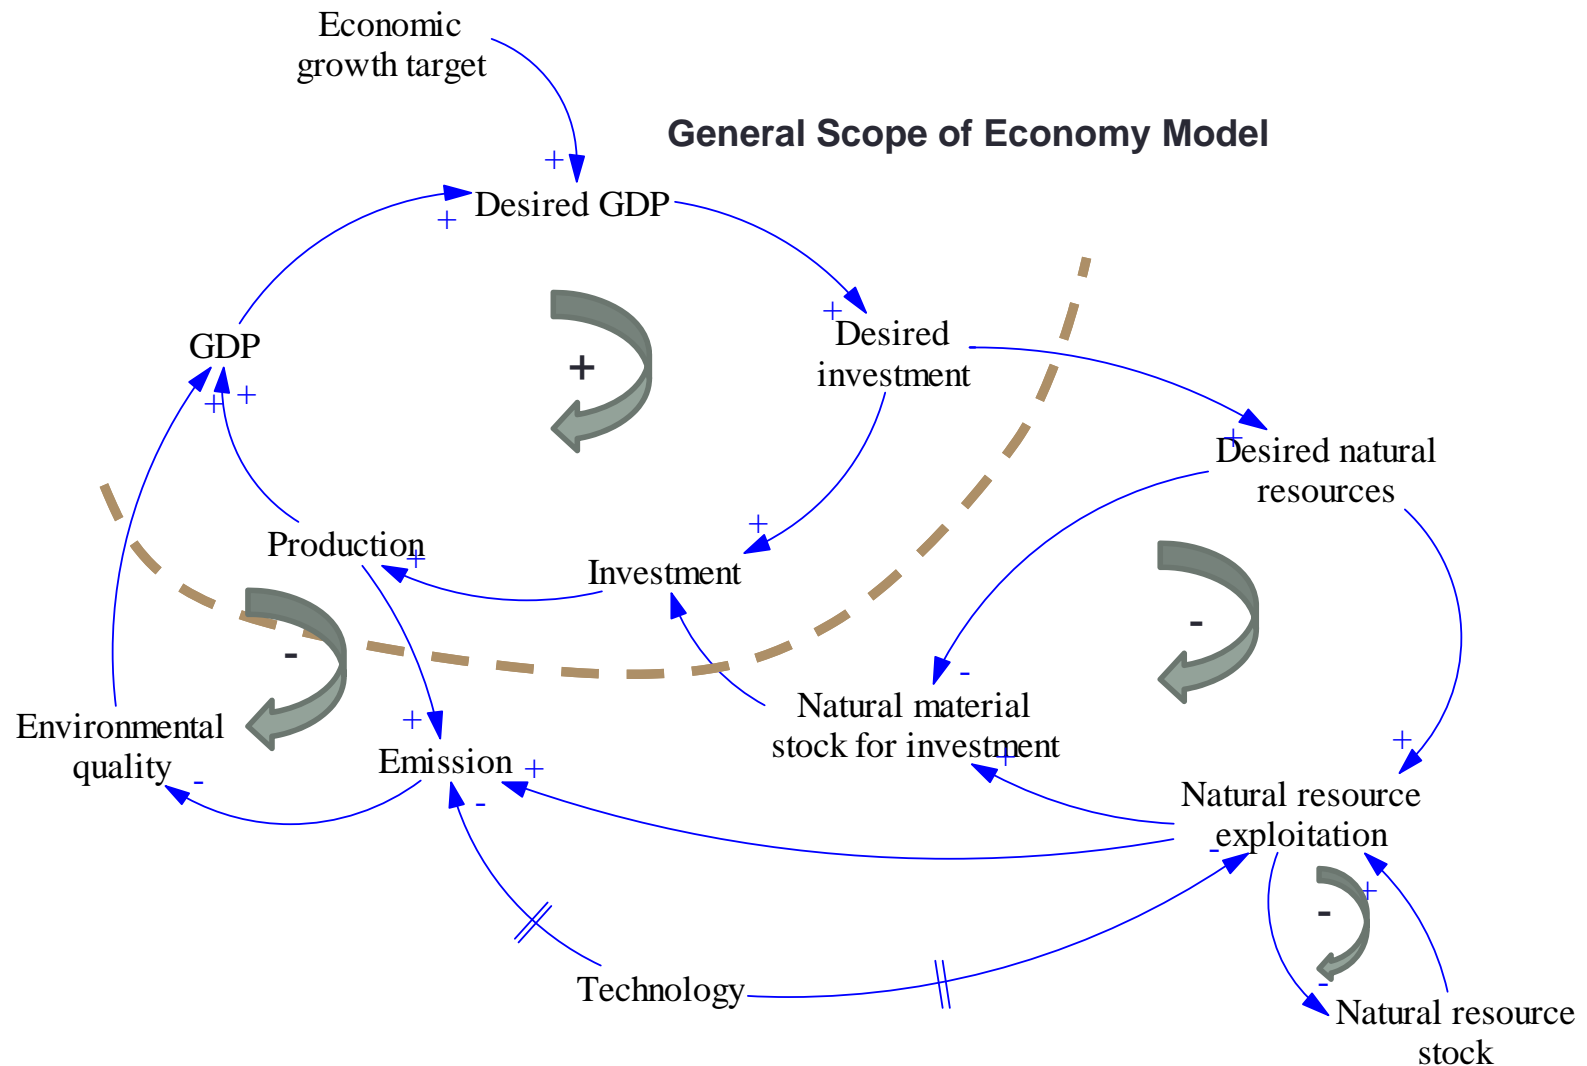 Economic
growth target
General Scope of Economy Model
+
Desired GDP
+
+
Desired
investment
GDP
+
+
+
+
Desired natural
resources
+
Production
+
Investment
-
-
-
Natural material
stock for investment
Environmental
quality
-
+
Emission
+
-
+
+
Natural resource
exploitation
-
+
-
-
Technology
Natural resource
stock